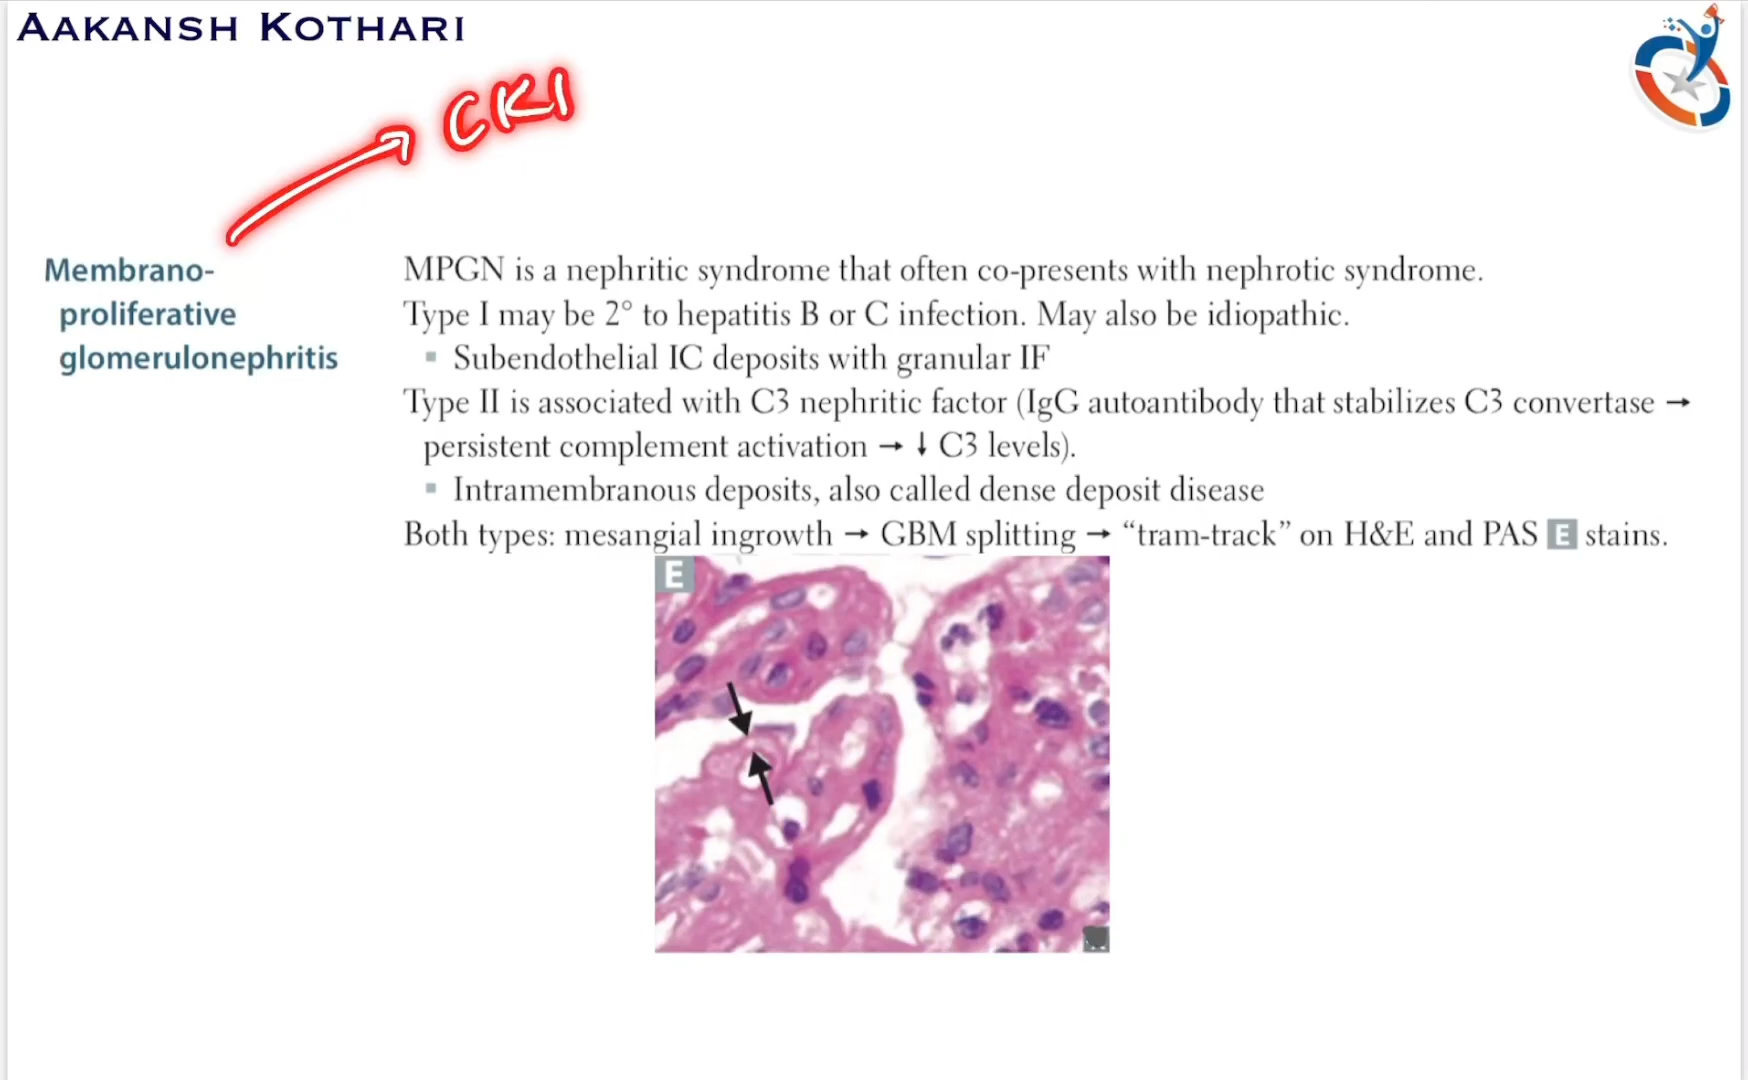 AAKANSH KOTHARI
CKI
Membrano-
proliferative
glomerulonephritis
MPGN is a nephritic syndrome that often co-presents with nephrotic syndrome.
Type I may be 2° to hepatitis B or C infection. May also be idiopathic.
▪ Subendothelial IC deposits with granular IF
Type II is associated with C3 nephritic factor (IgG autoantibody that stabilizes C3 convertase →
persistent complement activation → ↓ C3 levels).
▪ Intramembranous deposits, also called dense deposit disease
Both types: mesangial ingrowth → GBM splitting → “tram-track” on H&E and PAS E stains.
E